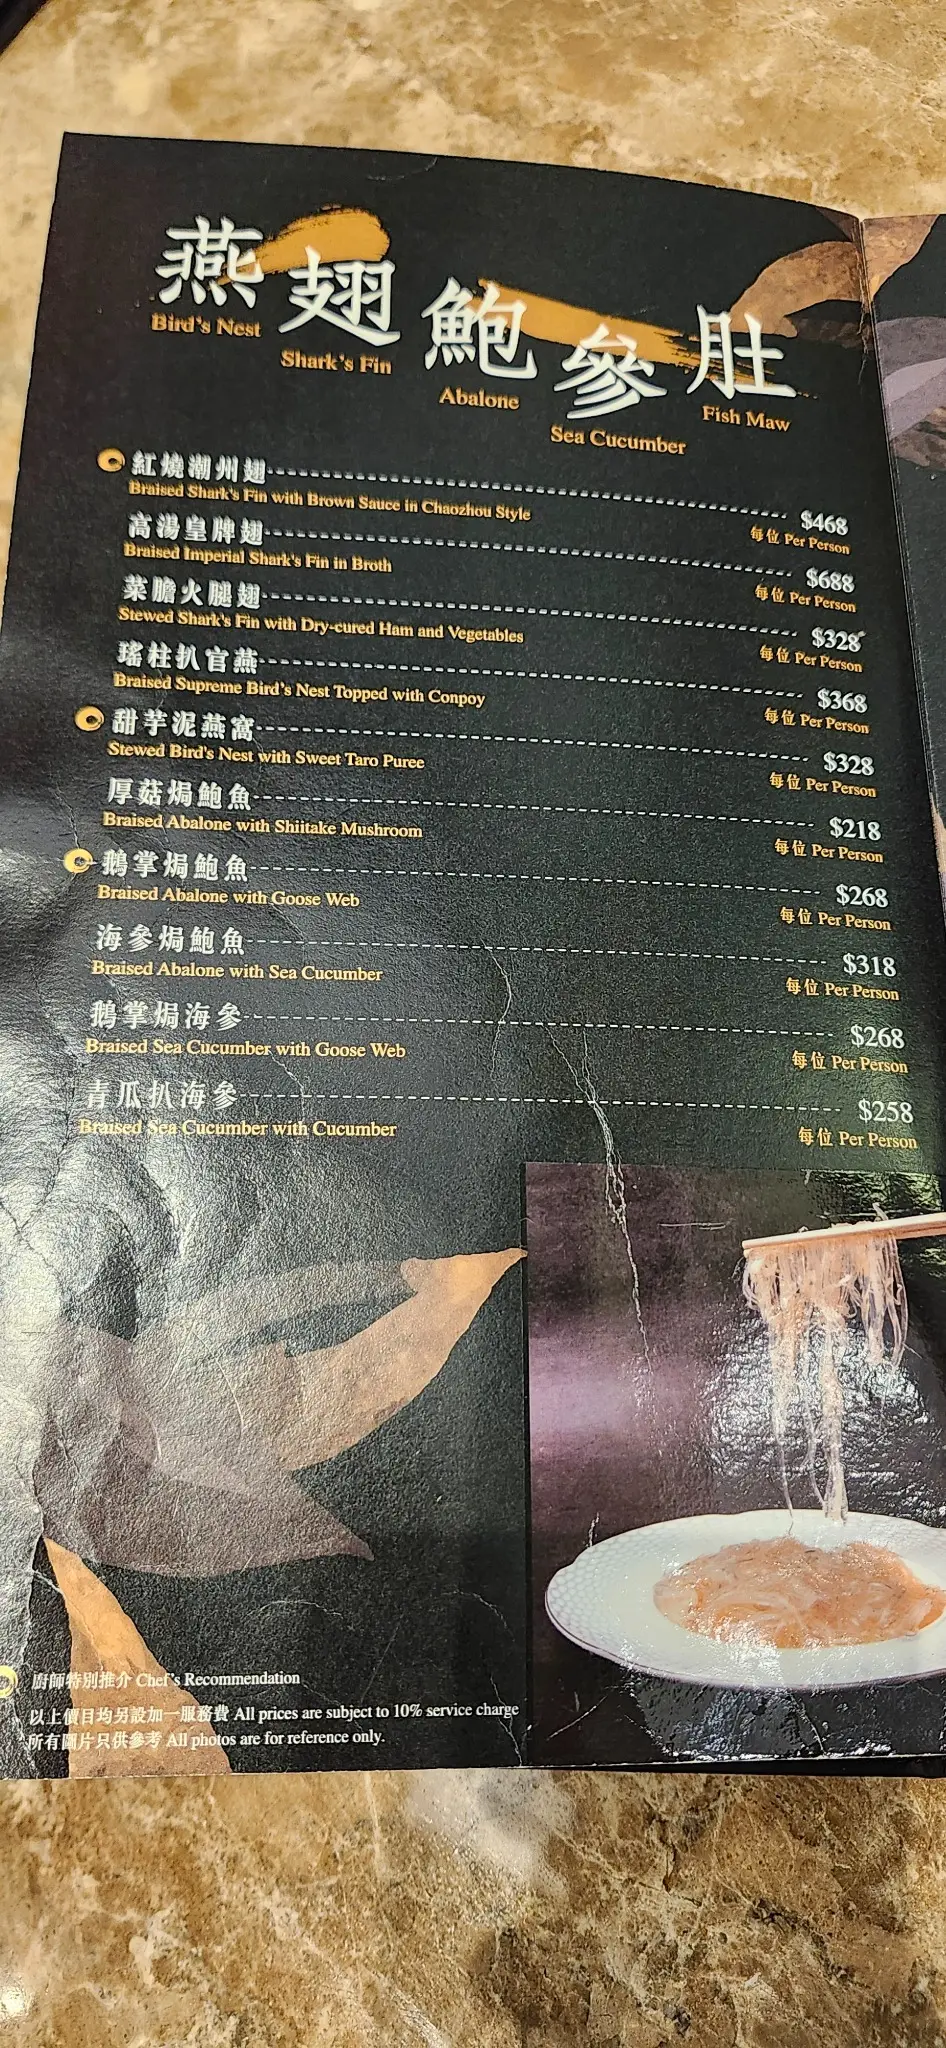 燕 翅 鮑 參 肚
Bird's Nest
Shark's Fin
Abalone
Sea Cucumber
Fish Maw
紅燒潮州翅 $468
Braised Shark's Fin with Brown Sauce in Chaozhou Style 每位 Per Person
高湯皇牌翅 $688
Braised Imperial Shark's Fin in Broth 每位 Per Person
菜膽火腿翅 $328
Stewed Shark's Fin with Dry-cured Ham and Vegetables 每位 Per Person
瑤柱扒官燕 $368
Braised Supreme Bird's Nest Topped with Conpoy 每位 Per Person
甜芋泥燕窩 $328
Stewed Bird's Nest with Sweet Taro Puree 每位 Per Person
厚菇焗鮑魚 $218
Braised Abalone with Shiitake Mushroom 每位 Per Person
鵝掌焗鮑魚 $268
Braised Abalone with Goose Web 每位 Per Person
海參焗鮑魚 $318
Braised Abalone with Sea Cucumber 每位 Per Person
鵝掌焗海參 $268
Braised Sea Cucumber with Goose Web 每位 Per Person
青瓜扒海參 $258
Braised Sea Cucumber with Cucumber 每位 Per Person
廚師特別推介 Chef's Recommendation
以上價目均另設加一服務費 All prices are subject to 10% service charge
所有圖片只供參考 All photos are for reference only.